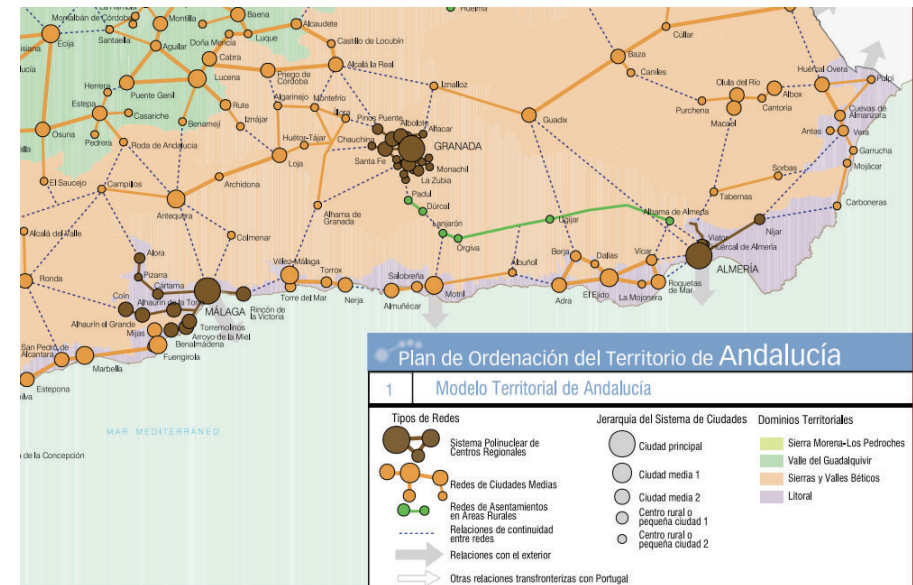 Montalbán de Córdoba
Montilla
Baena
Alcaudete
Huelma
Cúllar
Ecija
Santaella
Aguilar
Doña Mencía
Luque
Castillo de Locubín
Cabra
Baza
Caniles
Alcalá la Real
Priego de
Córdoba
Lucena
Herrera
Puente Genil
Iznalloz
Huércal Overa
Pulpí
Olula del Río
Albox
Cantoria
Purchena
Macael
Estepa
Casariche
Rute
Algarinejo
Montefrío
Illora
Pinos Puente
Albolote
Alfacar
Guadix
Cuevas de
Almanzora
Antas
Vera
Osuna
Pedrera
Roda de Andalucía
Benamejí
Iznájar
Huétor-Tájar
Chauchina
GRANADA
Santa Fe
Monachil
La Zubia
Garrucha
Mojácar
Loja
Sorbas
El Saucejo
Campillos
Archidona
Padul
Dúrcal
Tabernas
Carboneras
Antequera
Alhama de
Granada
Lanjarón
Orgiva
Ugijar
Alhama de Almería
Viator
Níjar
Huércal de Almería
Alcalá del Valle
Colmenar
Alora
Pizarra
Vélez-Málaga
Torrox
Salobreña
Albuñol
Berja
Dalías
Vícar
ALMERÍA
Ronda
Cártama
Coín
Alhaurín de la Torre
MÁLAGA
Rincón de
la Victoria
Torre del Mar
Nerja
Almuñécar
Motril
Adra
El Ejido
La Mojonera
Roquetas
de Mar
Alhaurín el Grande
Mijas
Torremolinos
Arroyo de la Miel
Benalmádena
San Pedro de
Alcantara
Marbella
Fuengirola
Estepona
MAR MEDITERRÁNEO
de la Concepción
Plan de Ordenación del Territorio de Andalucía
1 Modelo Territorial de Andalucía
Tipos de Redes
Sistema Polinuclear de
Centros Regionales
Redes de Ciudades Medias
Redes de Asentamientos
en Areas Rurales
Relaciones de continuidad
entre redes
Relaciones con el exterior
Otras relaciones transfronterizas con Portugal
Jerarquía del Sistema de Ciudades
Ciudad principal
Ciudad media 1
Ciudad media 2
Centro rural o
pequeña ciudad 1
Centro rural o
pequeña ciudad 2
Dominios Territoriales
Sierra Morena-Los Pedroches
Valle del Guadalquivir
Sierras y Valles Béticos
Litoral